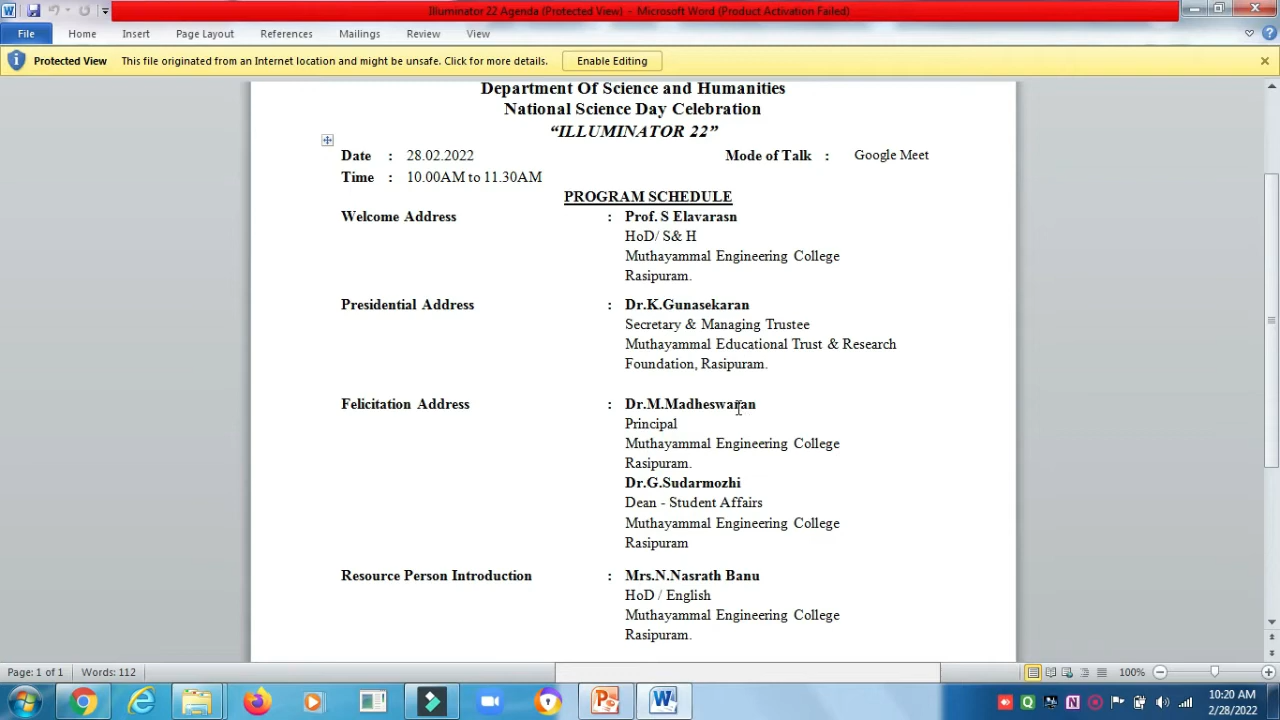 Illuminator 22 Agenda (Protected View) – Microsoft Word (Product Activation Failed)
File Home Insert Page Layout References Mailings Review View
Protected View This file originated from an Internet location and might be unsafe. Click for more details. Enable Editing
Department Of Science and Humanities
National Science Day Celebration
“ILLUMINATOR 22”
Date : 28.02.2022 Mode of Talk : Google Meet
Time : 10.00AM to 11.30AM
PROGRAM SCHEDULE
Welcome Address : Prof. S Elavarasn
HoD/ S& H
Muthayammal Engineering College
Rasipuram.
Presidential Address : Dr.K.Gunasekaran
Secretary & Managing Trustee
Muthayammal Educational Trust & Research
Foundation, Rasipuram.
Felicitation Address : Dr.M.Madheswaran
Principal
Muthayammal Engineering College
Rasipuram.
Dr.G.Sudarmozhi
Dean - Student Affairs
Muthayammal Engineering College
Rasipuram
Resource Person Introduction : Mrs.N.Nasrath Banu
HoD / English
Muthayammal Engineering College
Rasipuram.
Page: 1 of 1 Words: 112 100%
10:20 AM
2/28/2022